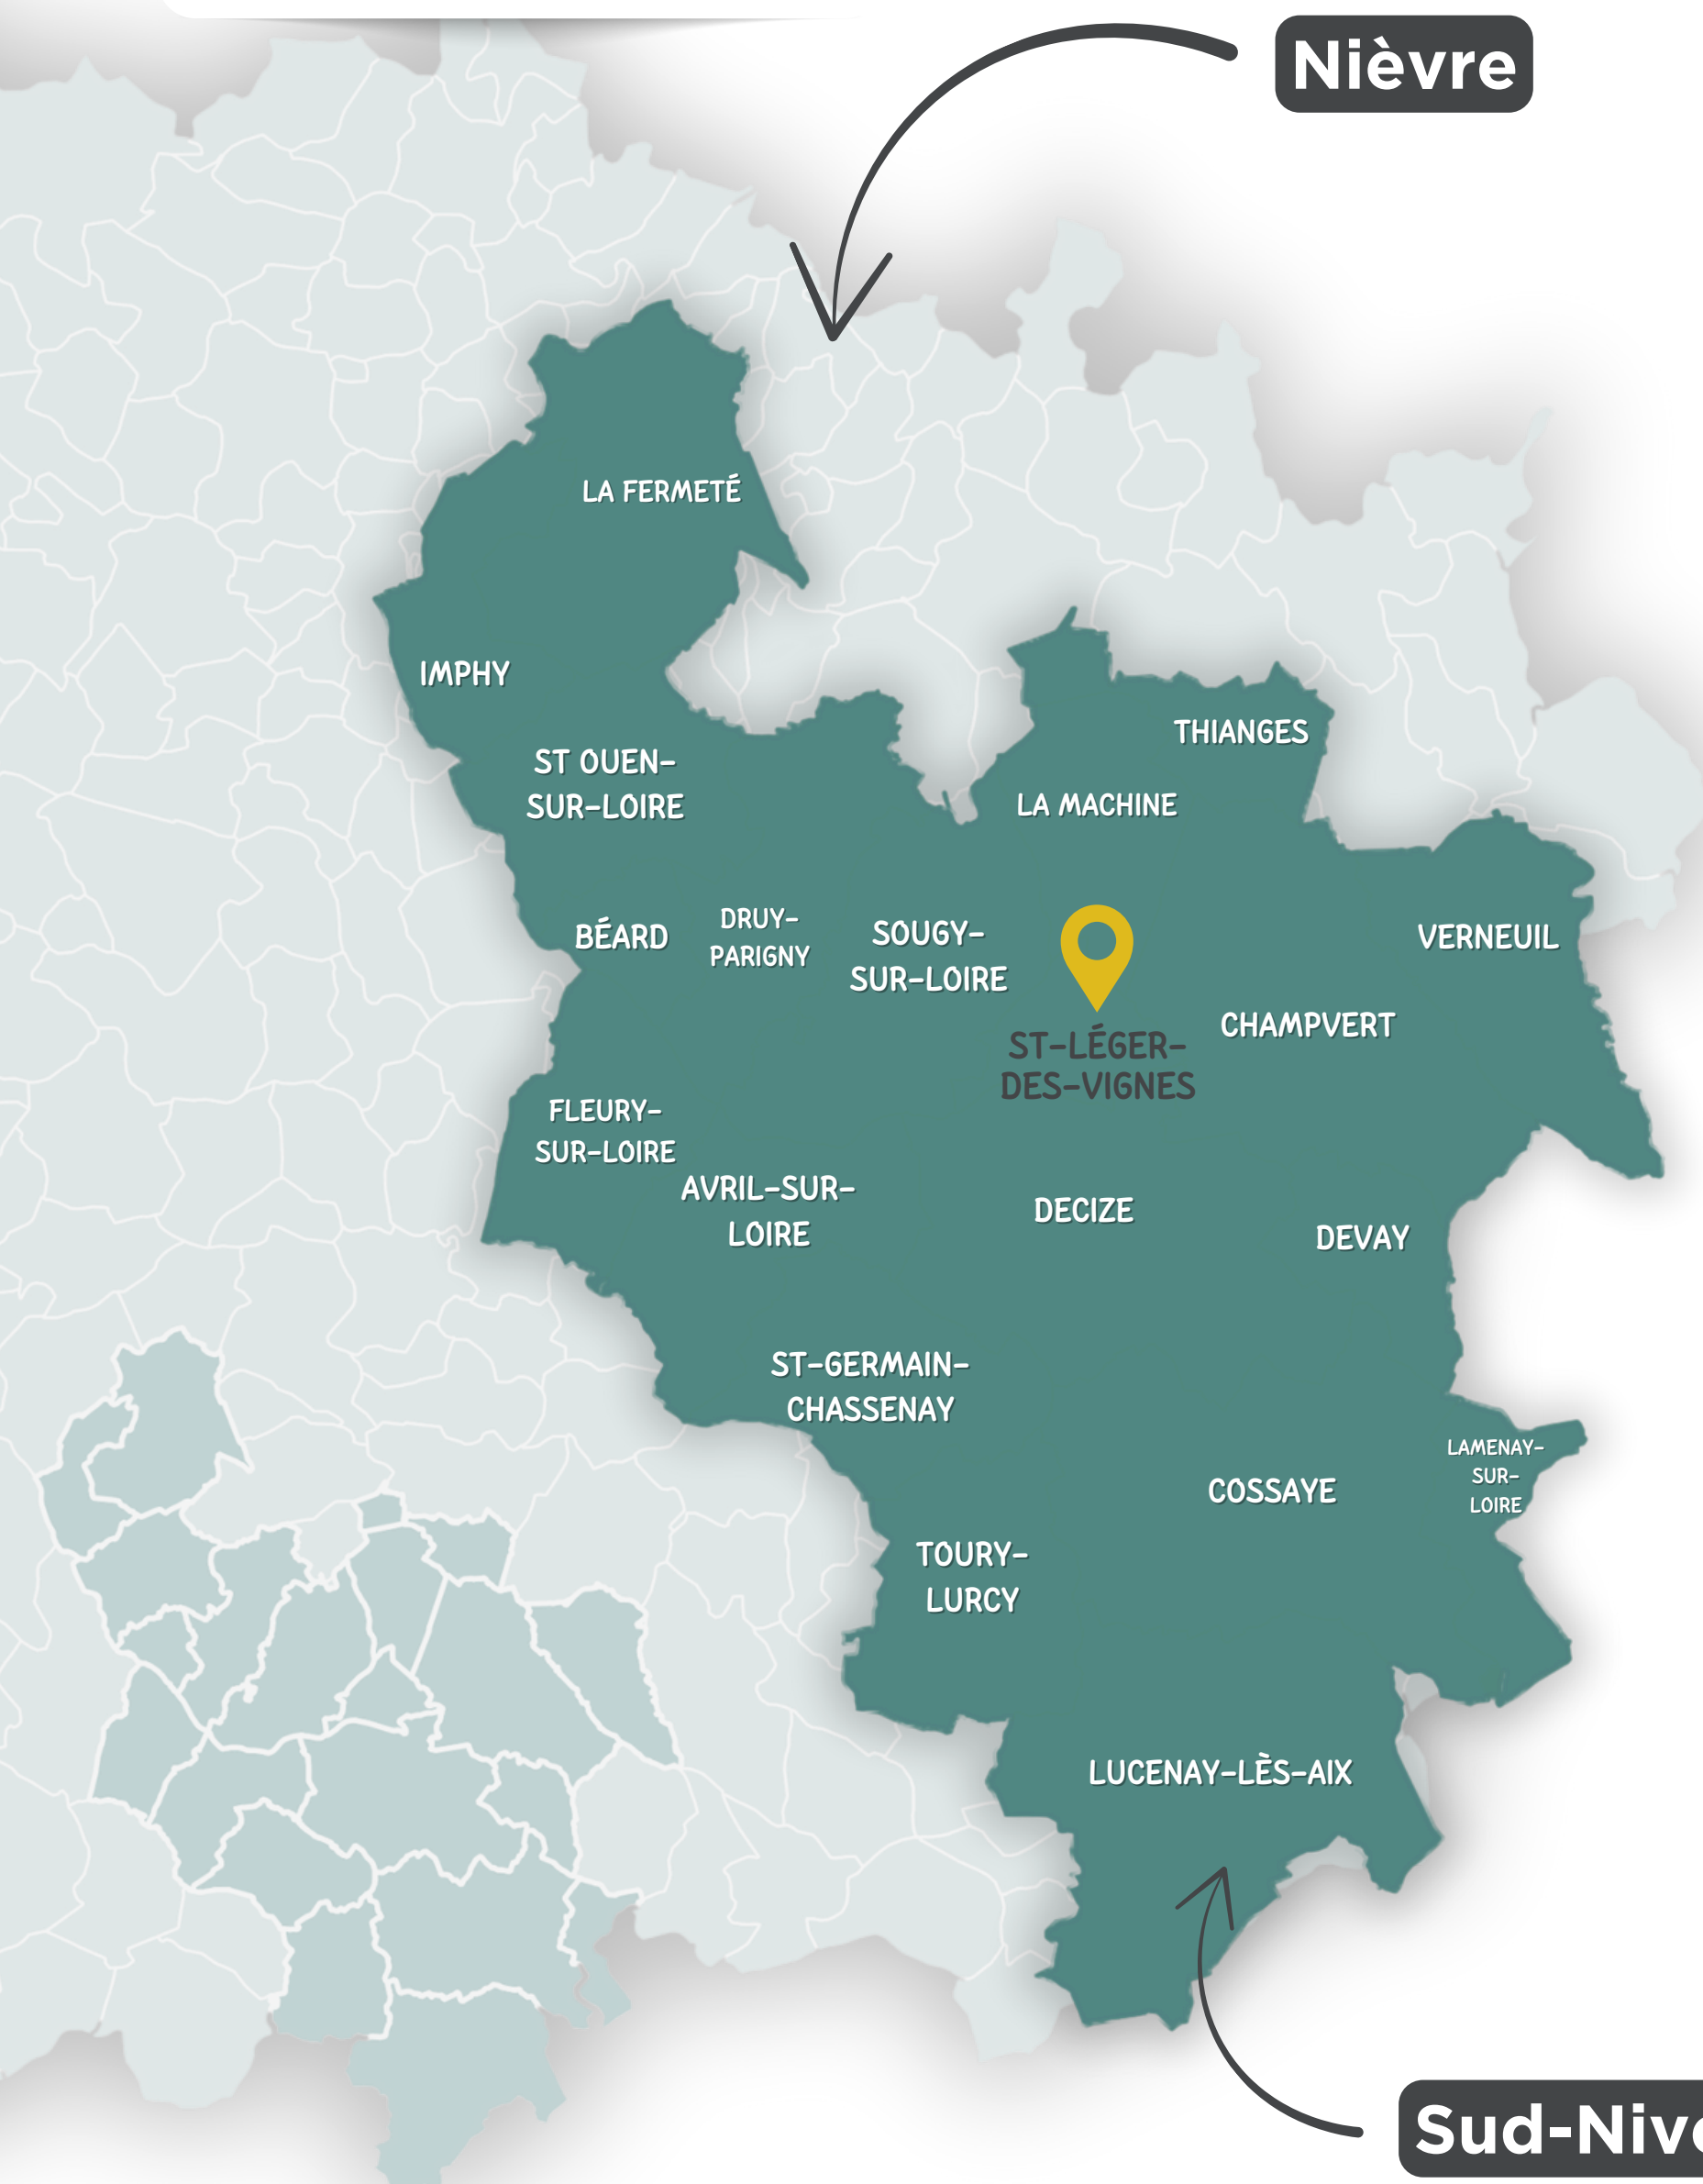 Nièvre
LA FERMETÉ
IMPHY
ST OUEN-
SUR-LOIRE
THIANGES
LA MACHINE
BÉARD
DRUY-
PARIGNY
SOUGY-
SUR-LOIRE
VERNEUIL
CHAMPVERT
ST-LÉGER-
DES-VIGNES
FLEURY-
SUR-LOIRE
AVRIL-SUR-
LOIRE
DECIZE
DEVAY
ST-GERMAIN-
CHASSENAY
LAMENAY-
SUR-
LOIRE
COSSAYE
TOURY-
LURCY
LUCENAY-LÈS-AIX
Sud-Niv